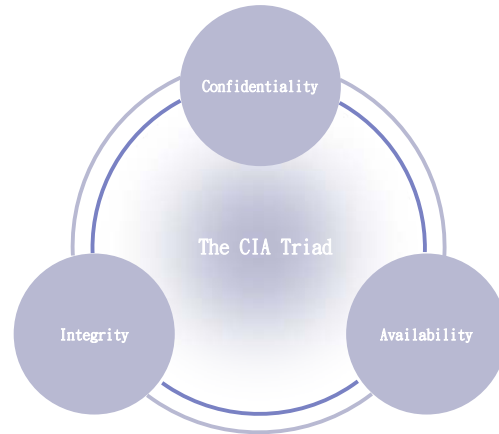 Confidentiality
The CIA Triad
Integrity
Availability